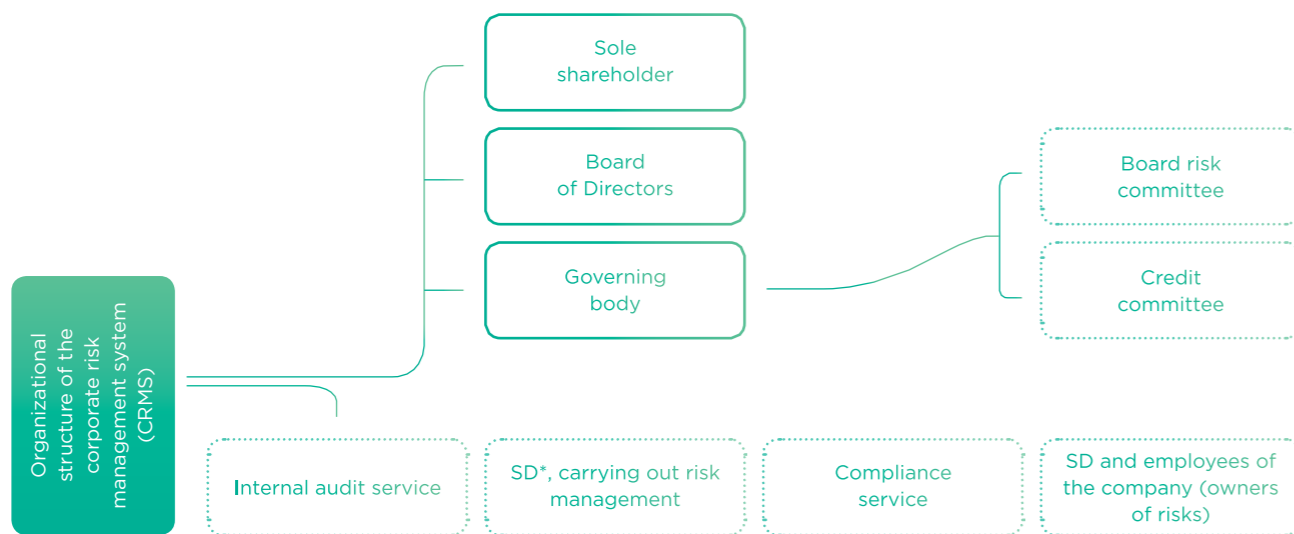 Sole
shareholder
Board
of Directors
Governing
body
Board risk
committee
Credit
committee
Organizational
structure of the
corporate risk
management system
(CRMS)
Internal audit service
SD*, carrying out risk
management
Compliance
service
SD and employees of
the company (owners
of risks)